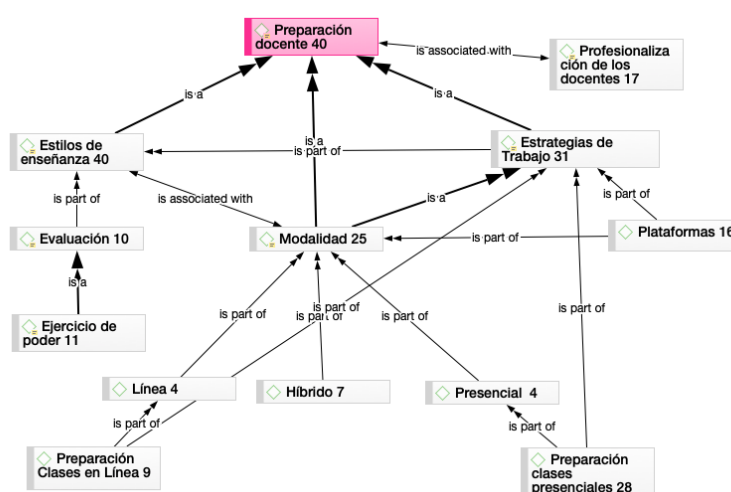 Preparación
docente 40
is associated with
Profesionaliza
ción de los
docentes 17
is a
is a
Estilos de
enseñanza 40
is a
is part of
Estrategias de
Trabajo 31
is part of
is associated with
is a
is part of
Evaluación 10
Modalidad 25
is part of
Plataformas 16
is a
Ejercicio de
poder 11
is part of
is part of
is part of
is part of
is part of
Línea 4
Híbrido 7
Presencial 4
is part of
is part of
Preparación
Clases en Línea 9
Preparación
clases
presenciales 28